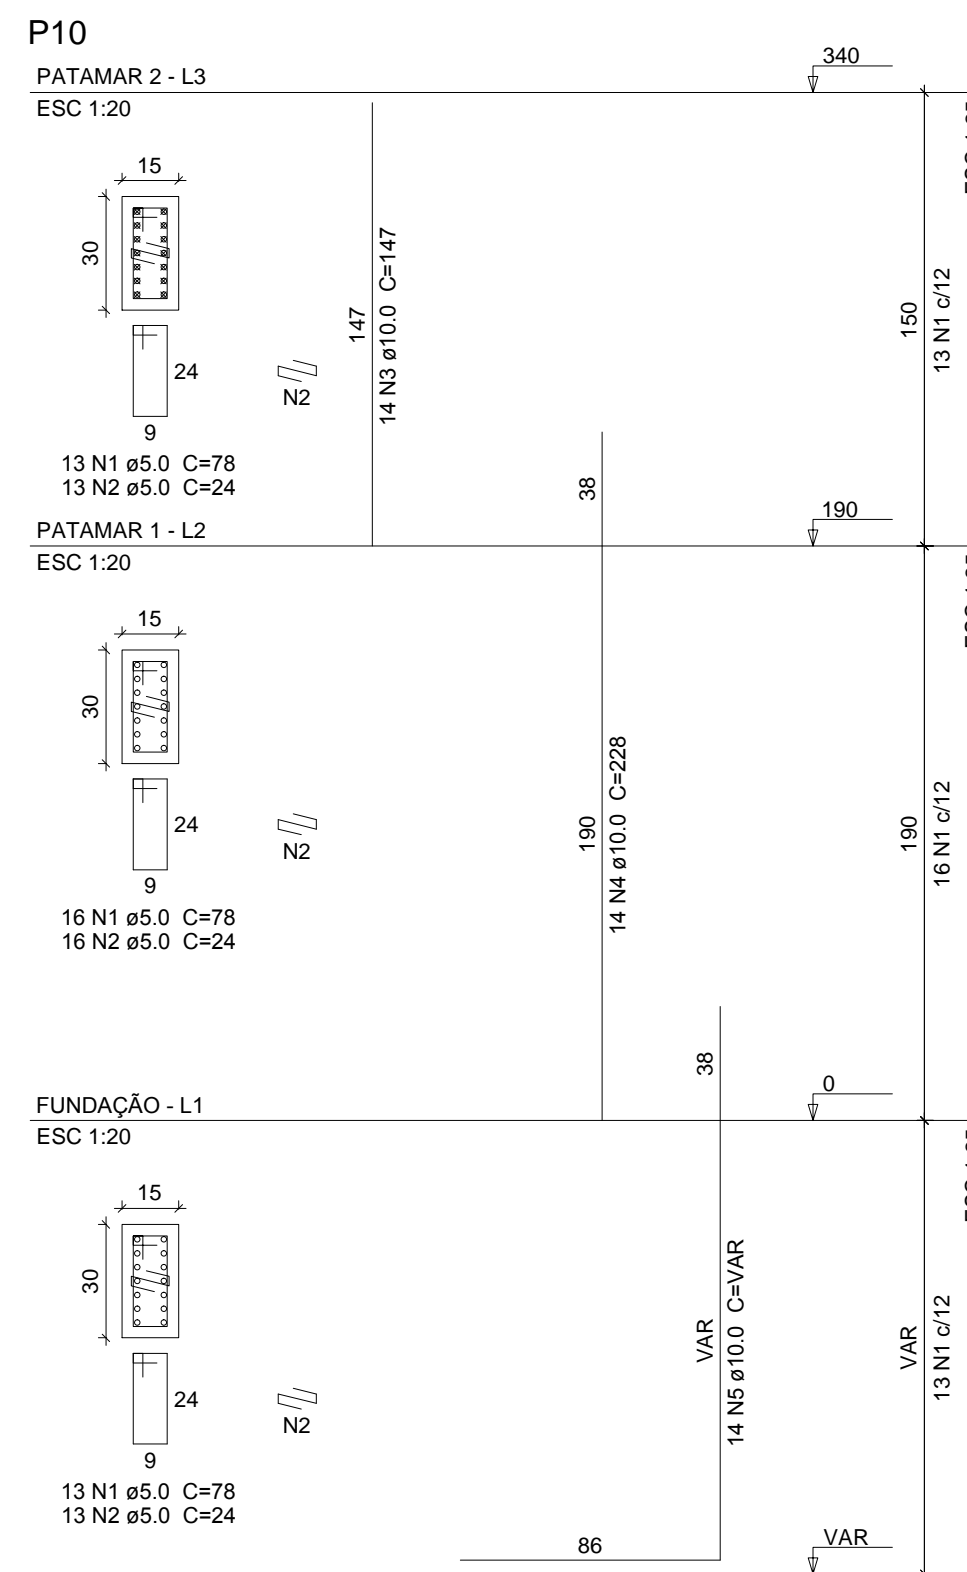 P10
PATAMAR 2 - L3
340
ESC 1:20
15
30
24
9
N2
13 N1 ø5.0 C=78
13 N2 ø5.0 C=24
147
14 N3 ø10.0 C=147
150
13 N1 c/12
38
PATAMAR 1 - L2
190
ESC 1:20
15
30
24
9
N2
16 N1 ø5.0 C=78
16 N2 ø5.0 C=24
190
14 N4 ø10.0 C=228
190
16 N1 c/12
38
FUNDAÇÃO - L1
0
ESC 1:20
15
30
24
9
N2
13 N1 ø5.0 C=78
13 N2 ø5.0 C=24
VAR
14 N5 ø10.0 C=VAR
VAR
13 N1 c/12
86
VAR